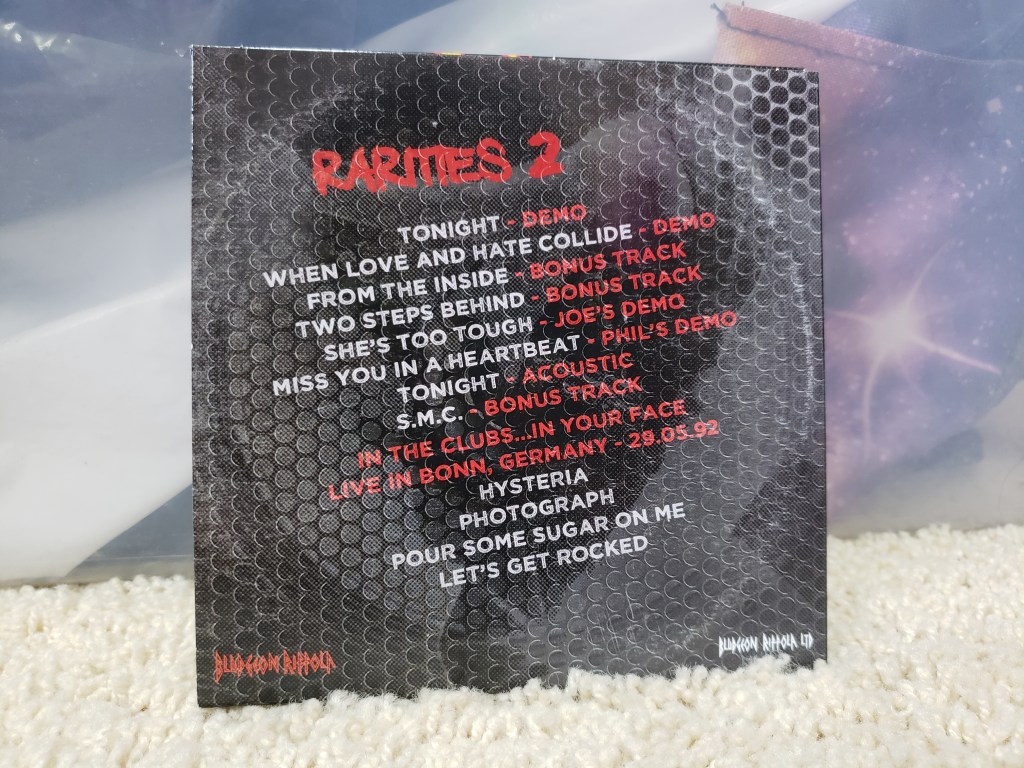 RARITIES 2
TONIGHT - DEMO
WHEN LOVE AND HATE COLLIDE - DEMO
FROM THE INSIDE - BONUS TRACK
TWO STEPS BEHIND - BONUS TRACK
SHE'S TOO TOUGH - JOE'S DEMO
MISS YOU IN A HEARTBEAT - PHIL'S DEMO
TONIGHT - ACOUSTIC
S.M.C. - BONUS TRACK
IN THE CLUBS...IN YOUR FACE
LIVE IN BONN, GERMANY - 29.05.92
HYSTERIA
PHOTOGRAPH
POUR SOME SUGAR ON ME
LET'S GET ROCKED
BLUDGEON RIFFOLA
BLUDGEON RIFFOLA LTD